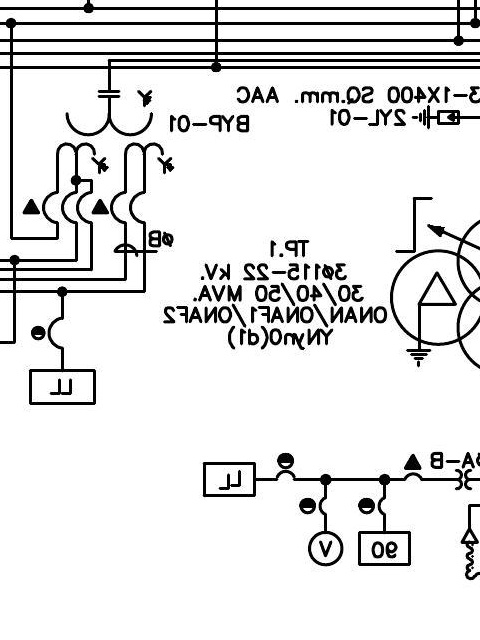 3-1X400 SQ.mm. AAC
2YL-01
BYP-01
øB
TP.1
3ø115-22 kV.
30/40/50 MVA.
ONAN/ONAF1/ONAF2
YNyn0(d1)
LL
A-B
LL
V
90